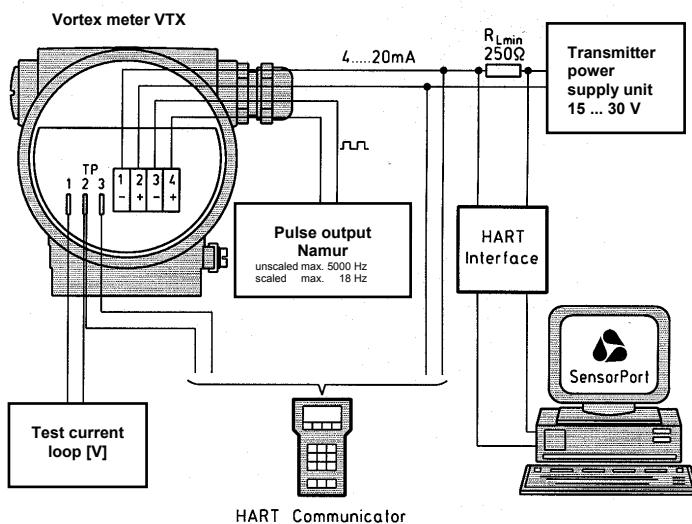 Vortex meter VTX
4.....20mA
RLmin
250Ω
Transmitter
power
supply unit
15 ... 30 V
TP
1 2 3
1 2 3 4
- + - +
Pulse output
Namur
unscaled max. 5000 Hz
scaled max. 18 Hz
HART
Interface
SensorPort
Test current
loop [V]
HART Communicator